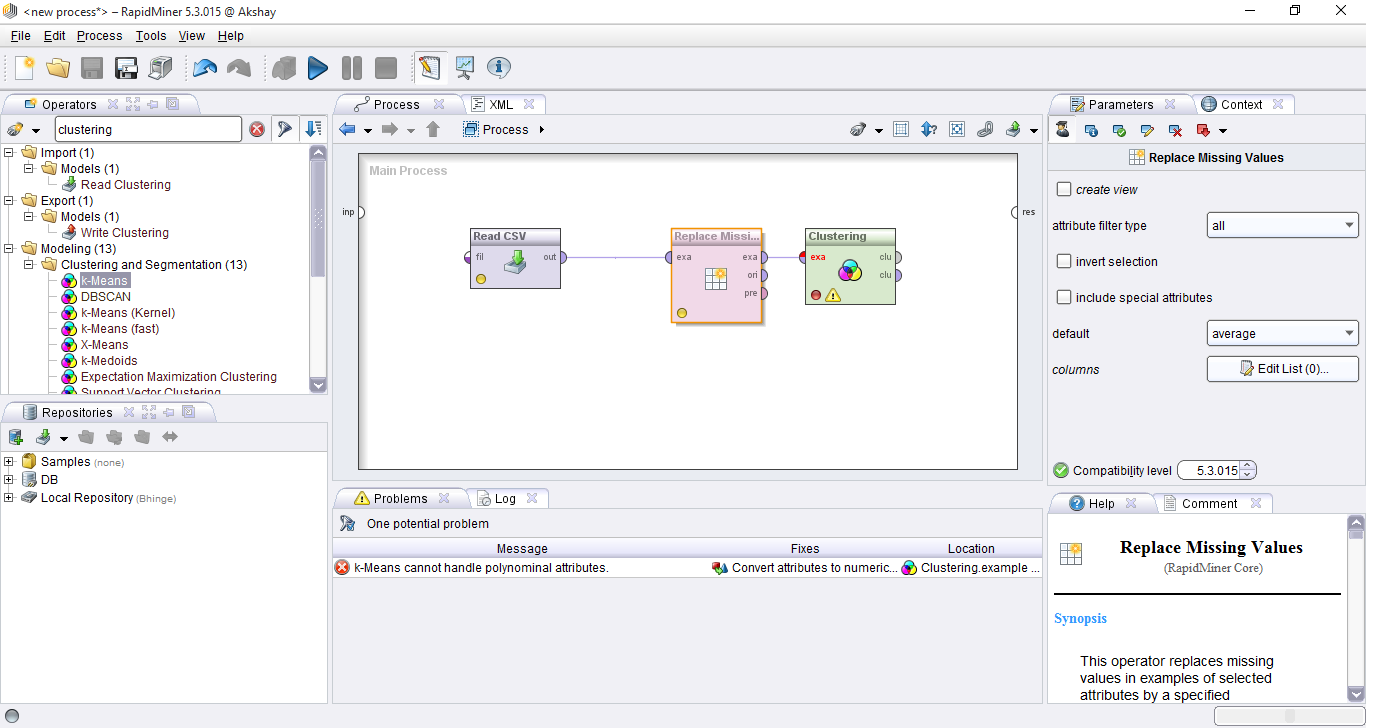 <new process*> – RapidMiner 5.3.015 @ Akshay
File Edit Process Tools View Help
Operators
clustering
Import (1)
Models (1)
Read Clustering
Export (1)
Models (1)
Write Clustering
Modeling (13)
Clustering and Segmentation (13)
k-Means
DBSCAN
k-Means (Kernel)
k-Means (fast)
X-Means
k-Medoids
Expectation Maximization Clustering
Support Vector Clustering
Repositories
Samples (none)
DB
Local Repository (Bhinge)
Process XML
Process
Main Process
inp
res
Read CSV
fil out
Replace Missi...
exa exa
ori
pre
Clustering
exa clu
clu
Problems Log
One potential problem
Message Fixes Location
k-Means cannot handle polynominal attributes. Convert attributes to numeric... Clustering.example ...
Parameters Context
Replace Missing Values
create view
attribute filter type all
invert selection
include special attributes
default average
columns Edit List (0)...
Compatibility level 5.3.015
Help Comment
Replace Missing Values
(RapidMiner Core)
Synopsis
This operator replaces missing
values in examples of selected
attributes by a specified